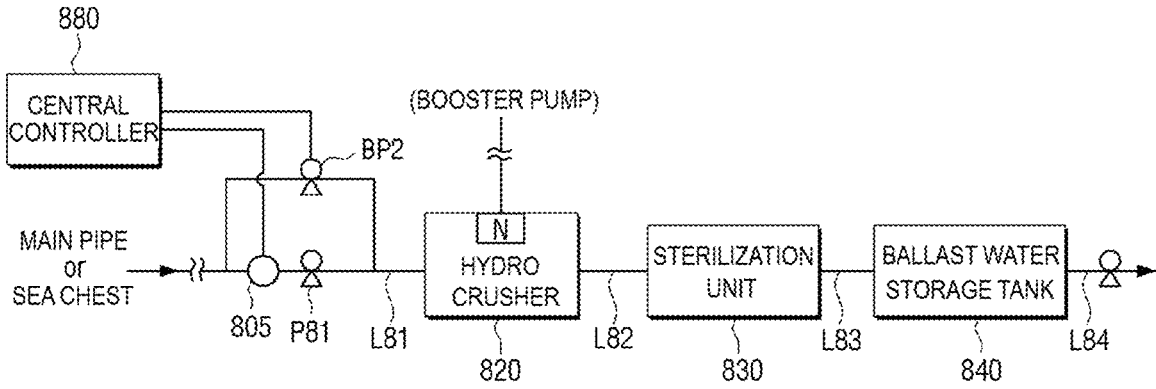 880
CENTRAL
CONTROLLER
(BOOSTER PUMP)
BP2
MAIN PIPE
or
SEA CHEST
805
P81
L81
N
HYDRO
CRUSHER
820
L82
STERILIZATION
UNIT
830
L83
BALLAST WATER
STORAGE TANK
840
L84